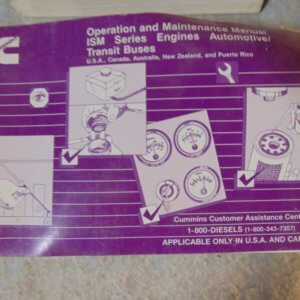 Operation and Maintenance Manual
ISM Series Engines Automotive/
Transit Buses
U.S.A., Canada, Australia, New Zealand, and Puerto Rico
Cummins Customer Assistance Cent
1-800-DIESELS (1-800-343-7357)
APPLICABLE ONLY IN U.S.A. AND CAN